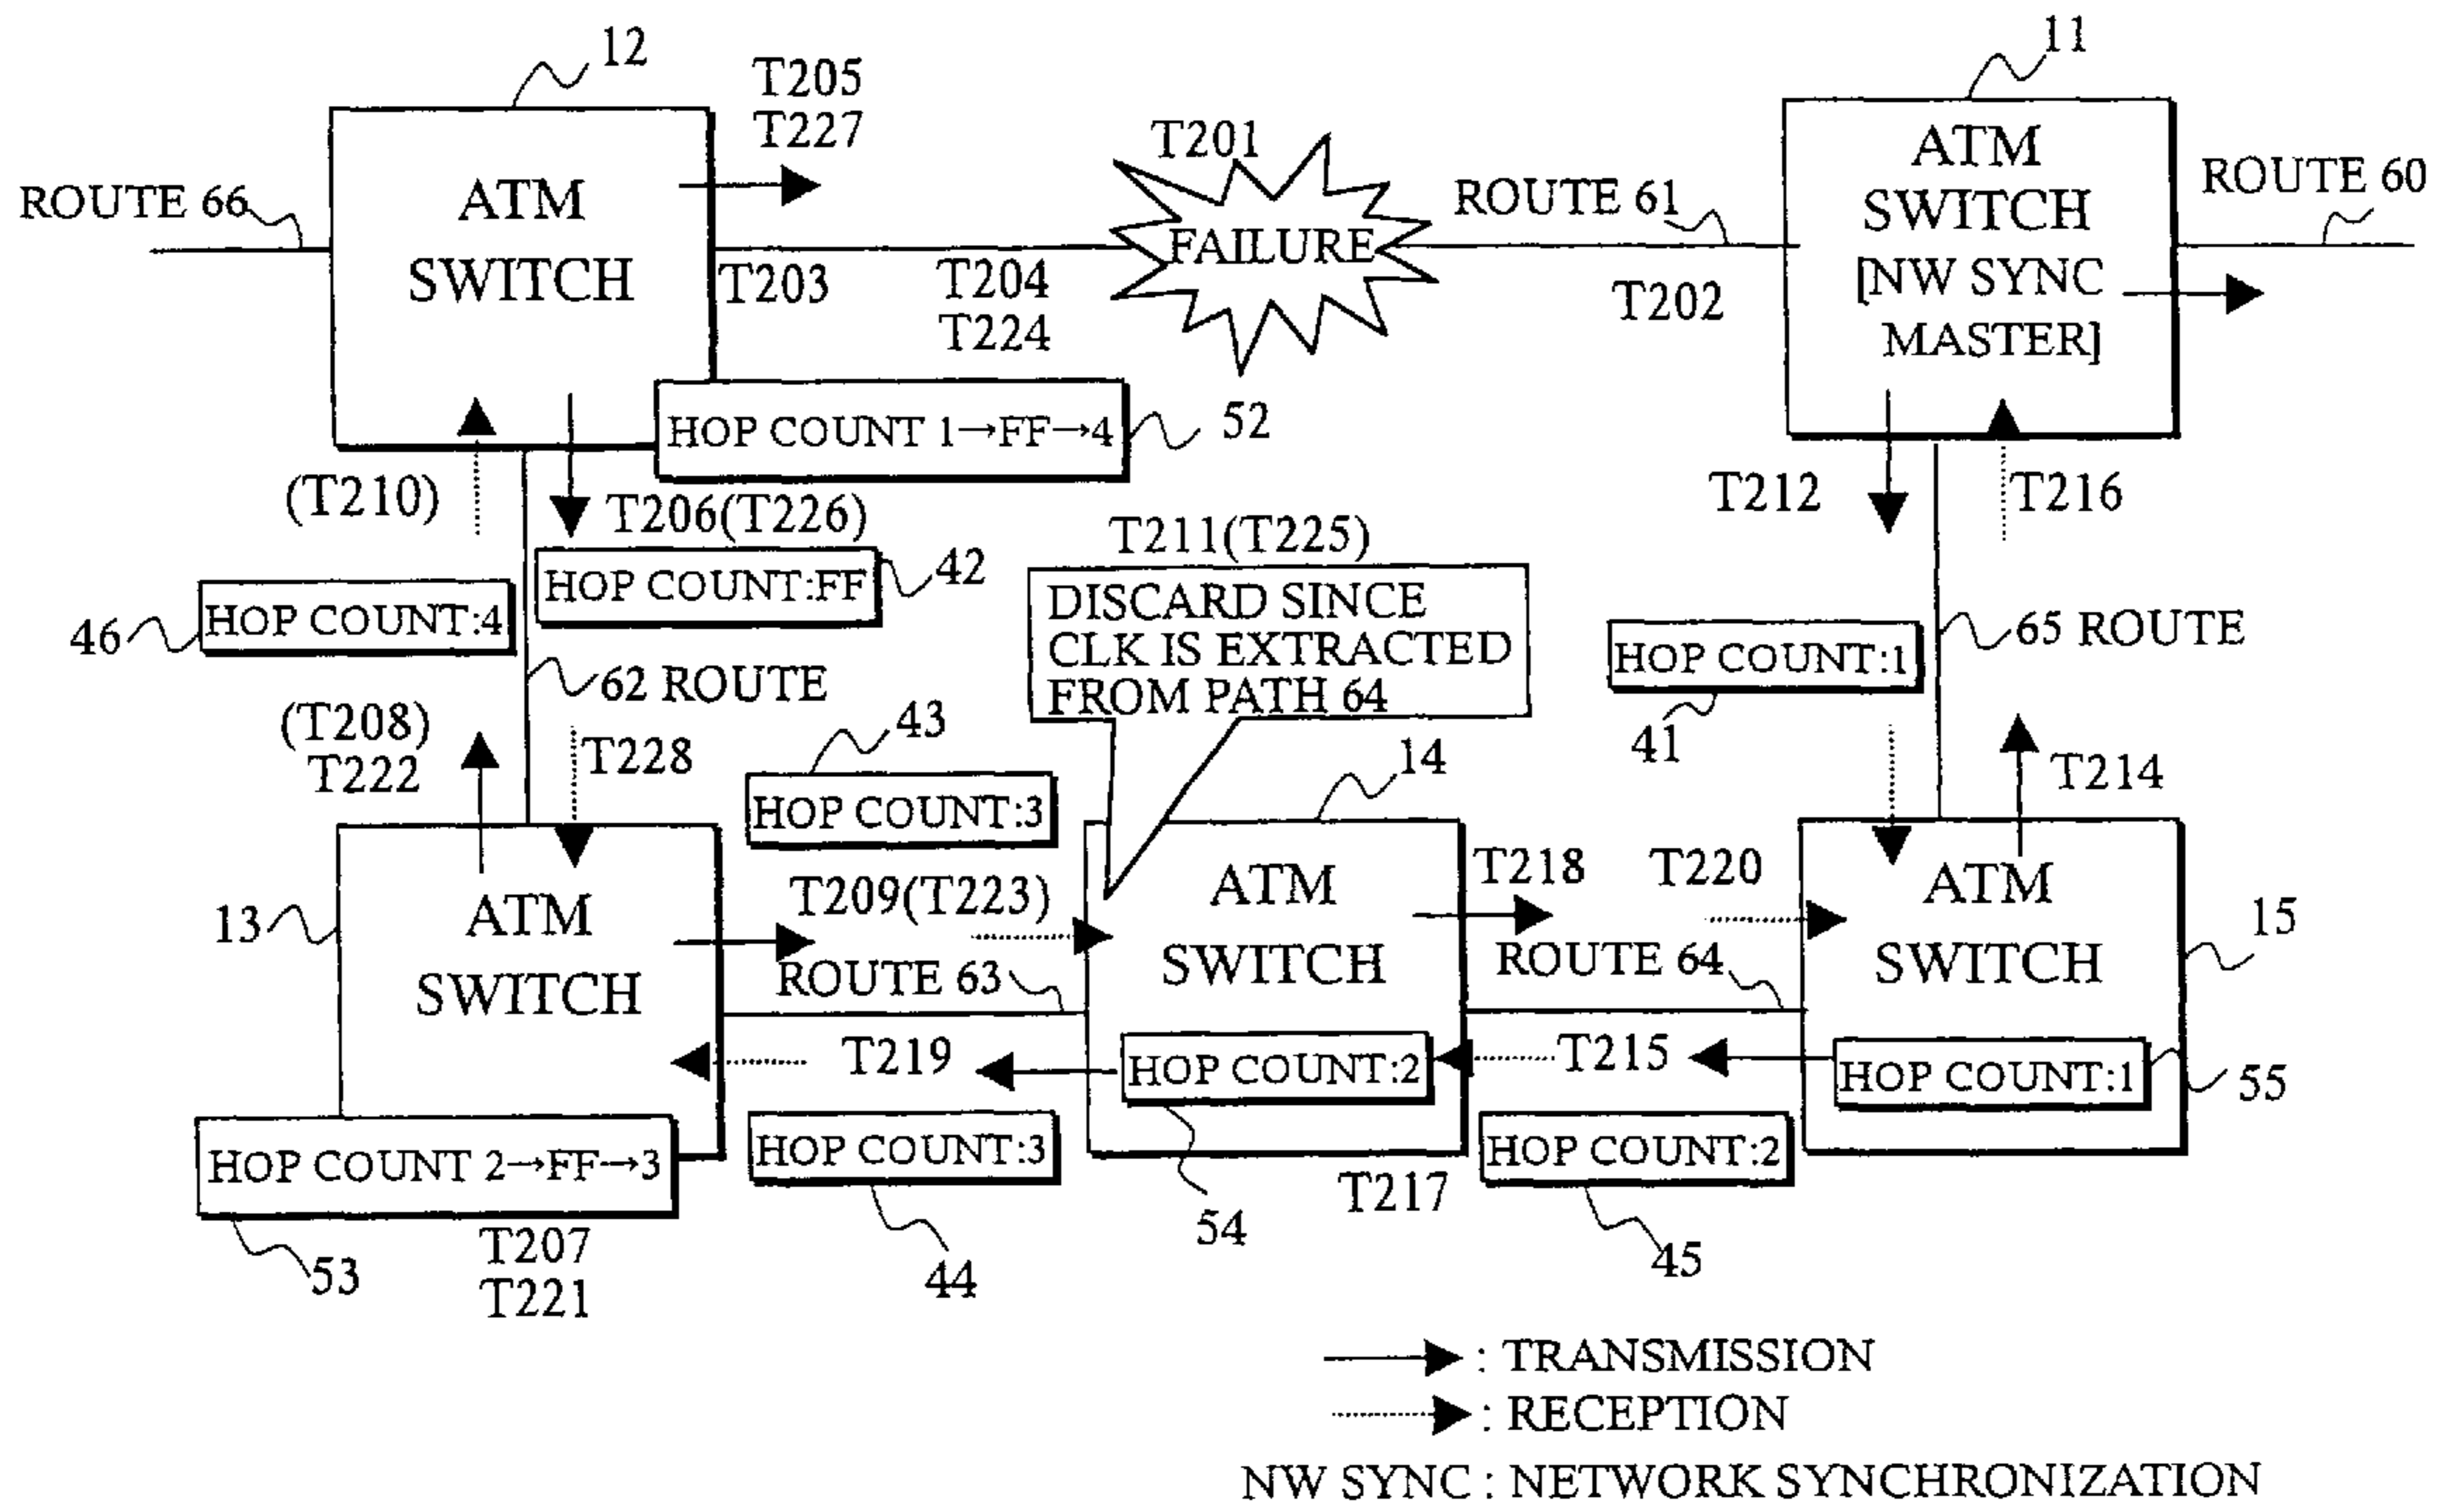 12
11
T205
T227
T201
ATM
SWITCH
ROUTE 66
FAILURE
ROUTE 61
ATM
SWITCH
[NW SYNC
MASTER]
ROUTE 60
T203
T204
T224
T202
HOP COUNT 1→FF→4
52
(T210)
T206(T226)
T212
T216
HOP COUNT:FF
42
T211(T225)
DISCARD SINCE
CLK IS EXTRACTED
FROM PATH 64
46
HOP COUNT:4
62 ROUTE
HOP COUNT:1
41
65 ROUTE
(T208)
T222
T228
43
HOP COUNT:3
14
T214
13
ATM
SWITCH
T209(T223)
ROUTE 63
ATM
SWITCH
T218
T220
ROUTE 64
ATM
SWITCH
15
T219
HOP COUNT:2
T215
HOP COUNT:1
55
HOP COUNT 2→FF→3
53
T207
T221
HOP COUNT:3
44
54
T217
HOP COUNT:2
45
: TRANSMISSION
: RECEPTION
NW SYNC : NETWORK SYNCHRONIZATION